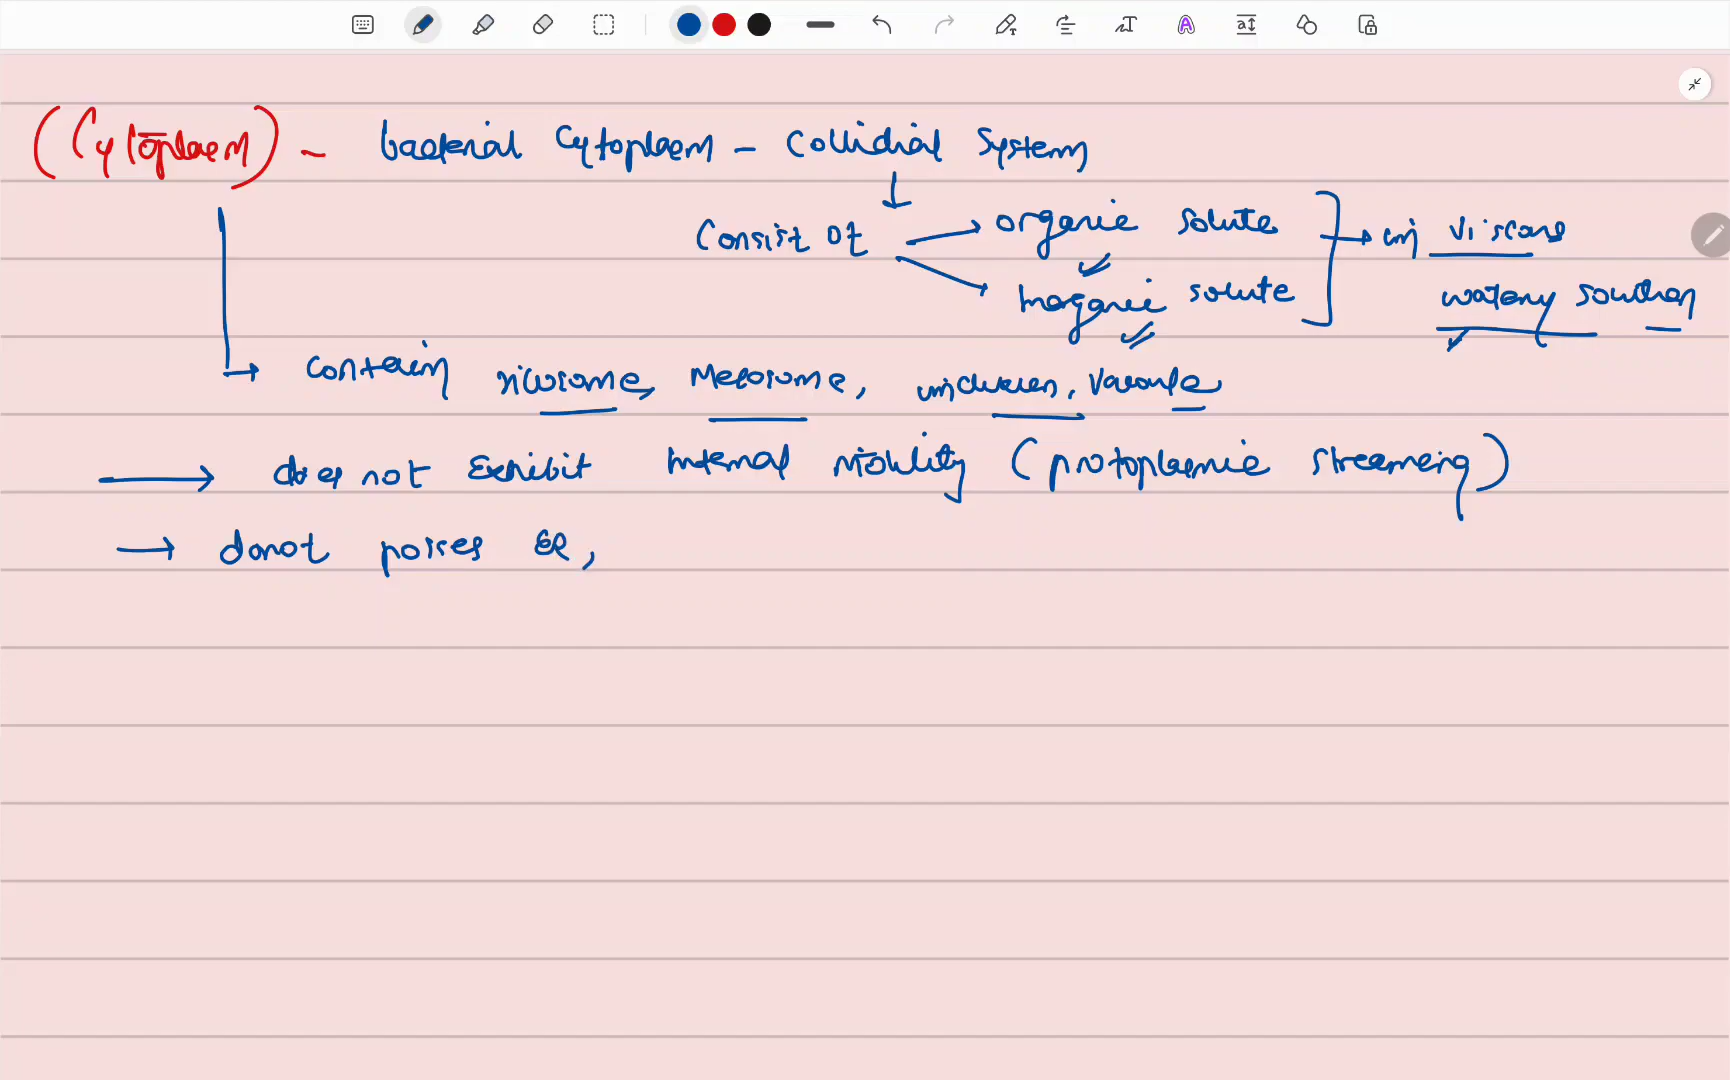 (Cytoplasm) - bacterial Cytoplasm - Collidial System
Consist of → organic solute
inorganic solute
in viscous
watery solution
contain ribosome, Mesosome, inclusion, vacuole
→ does not Exhibit Internal mobility (protoplasmic streaming)
→ donot posses ER,